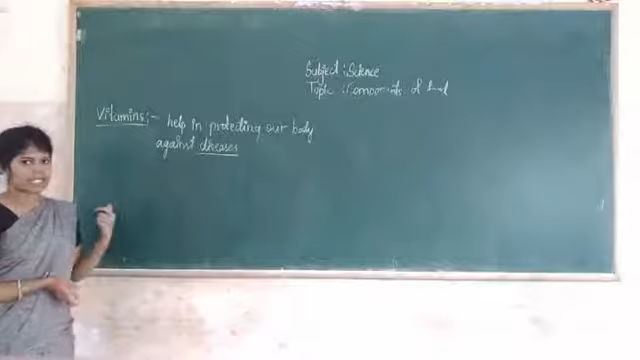 Subject : Science
Topic : Components of food
Vitamins :- help in protecting our body
against diseases